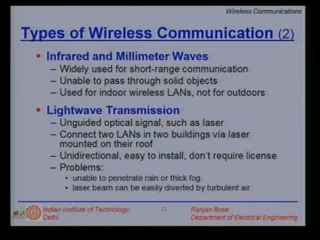 Wireless Communications
Types of Wireless Communication (2)
▪ Infrared and Millimeter Waves
– Widely used for short-range communication
– Unable to pass through solid objects
– Used for indoor wireless LANs, not for outdoors
▪ Lightwave Transmission
– Unguided optical signal, such as laser
– Connect two LANs in two buildings via laser
mounted on their roof
– Unidirectional, easy to install, don't require license
– Problems:
• unable to penetrate rain or thick fog
• laser beam can be easily diverted by turbulent air
Indian Institute of Technology,
Delhi
Ranjan Bose
Department of Electrical Engineering